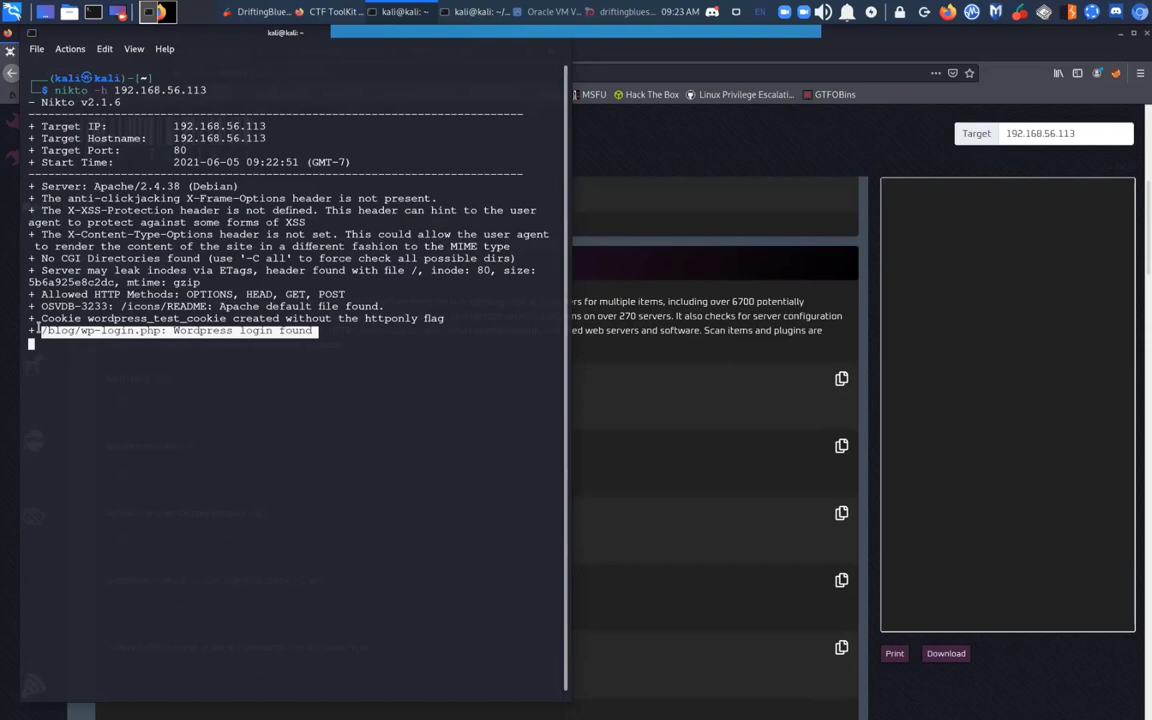 DriftingBlue...
CTF ToolKit ...
kali@kali: ~
kali@kali: ~/...
Oracle VM V...
driftingblues...
09:23 AM
EN
kali@kali: ~
File Actions Edit View Help
(kali㉿kali)-[~]
$ nikto -h 192.168.56.113
- Nikto v2.1.6
---------------------------------------------------------------------------
+ Target IP: 192.168.56.113
+ Target Hostname: 192.168.56.113
+ Target Port: 80
+ Start Time: 2021-06-05 09:22:51 (GMT-7)
---------------------------------------------------------------------------
+ Server: Apache/2.4.38 (Debian)
+ The anti-clickjacking X-Frame-Options header is not present.
+ The X-XSS-Protection header is not defined. This header can hint to the user
agent to protect against some forms of XSS
+ The X-Content-Type-Options header is not set. This could allow the user agent
to render the content of the site in a different fashion to the MIME type
+ No CGI Directories found (use '-C all' to force check all possible dirs)
+ Server may leak inodes via ETags, header found with file /, inode: 80, size:
5b6a925e8c2dc, mtime: gzip
+ Allowed HTTP Methods: OPTIONS, HEAD, GET, POST
+ OSVDB-3233: /icons/README: Apache default file found.
+ Cookie wordpress_test_cookie created without the httponly flag
+ /blog/wp-login.php: Wordpress login found
MSFU
Hack The Box
Linux Privilege Escalati...
GTFOBins
Target 192.168.56.113
ers for multiple items, including over 6700 potentially
ns on over 270 servers. It also checks for server configuration
ed web servers and software. Scan items and plugins are
Print
Download